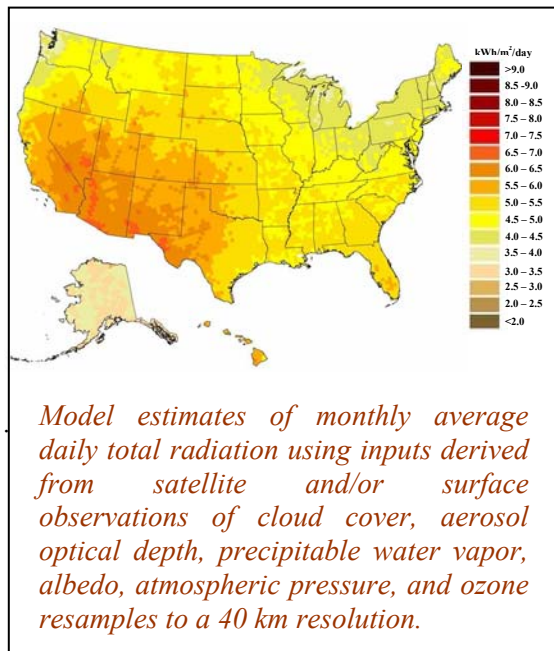 kWh/m²/day
>9.0
8.5 -9.0
8.0 – 8.5
7.5 – 8.0
7.0 – 7.5
6.5 – 7.0
6.0 – 6.5
5.5 – 6.0
5.0 – 5.5
4.5 – 5.0
4.0 – 4.5
3.5 – 4.0
3.0 – 3.5
2.5 – 3.0
2.0 – 2.5
<2.0
Model estimates of monthly average
daily total radiation using inputs derived
from satellite and/or surface
observations of cloud cover, aerosol
optical depth, precipitable water vapor,
albedo, atmospheric pressure, and ozone
resamples to a 40 km resolution.